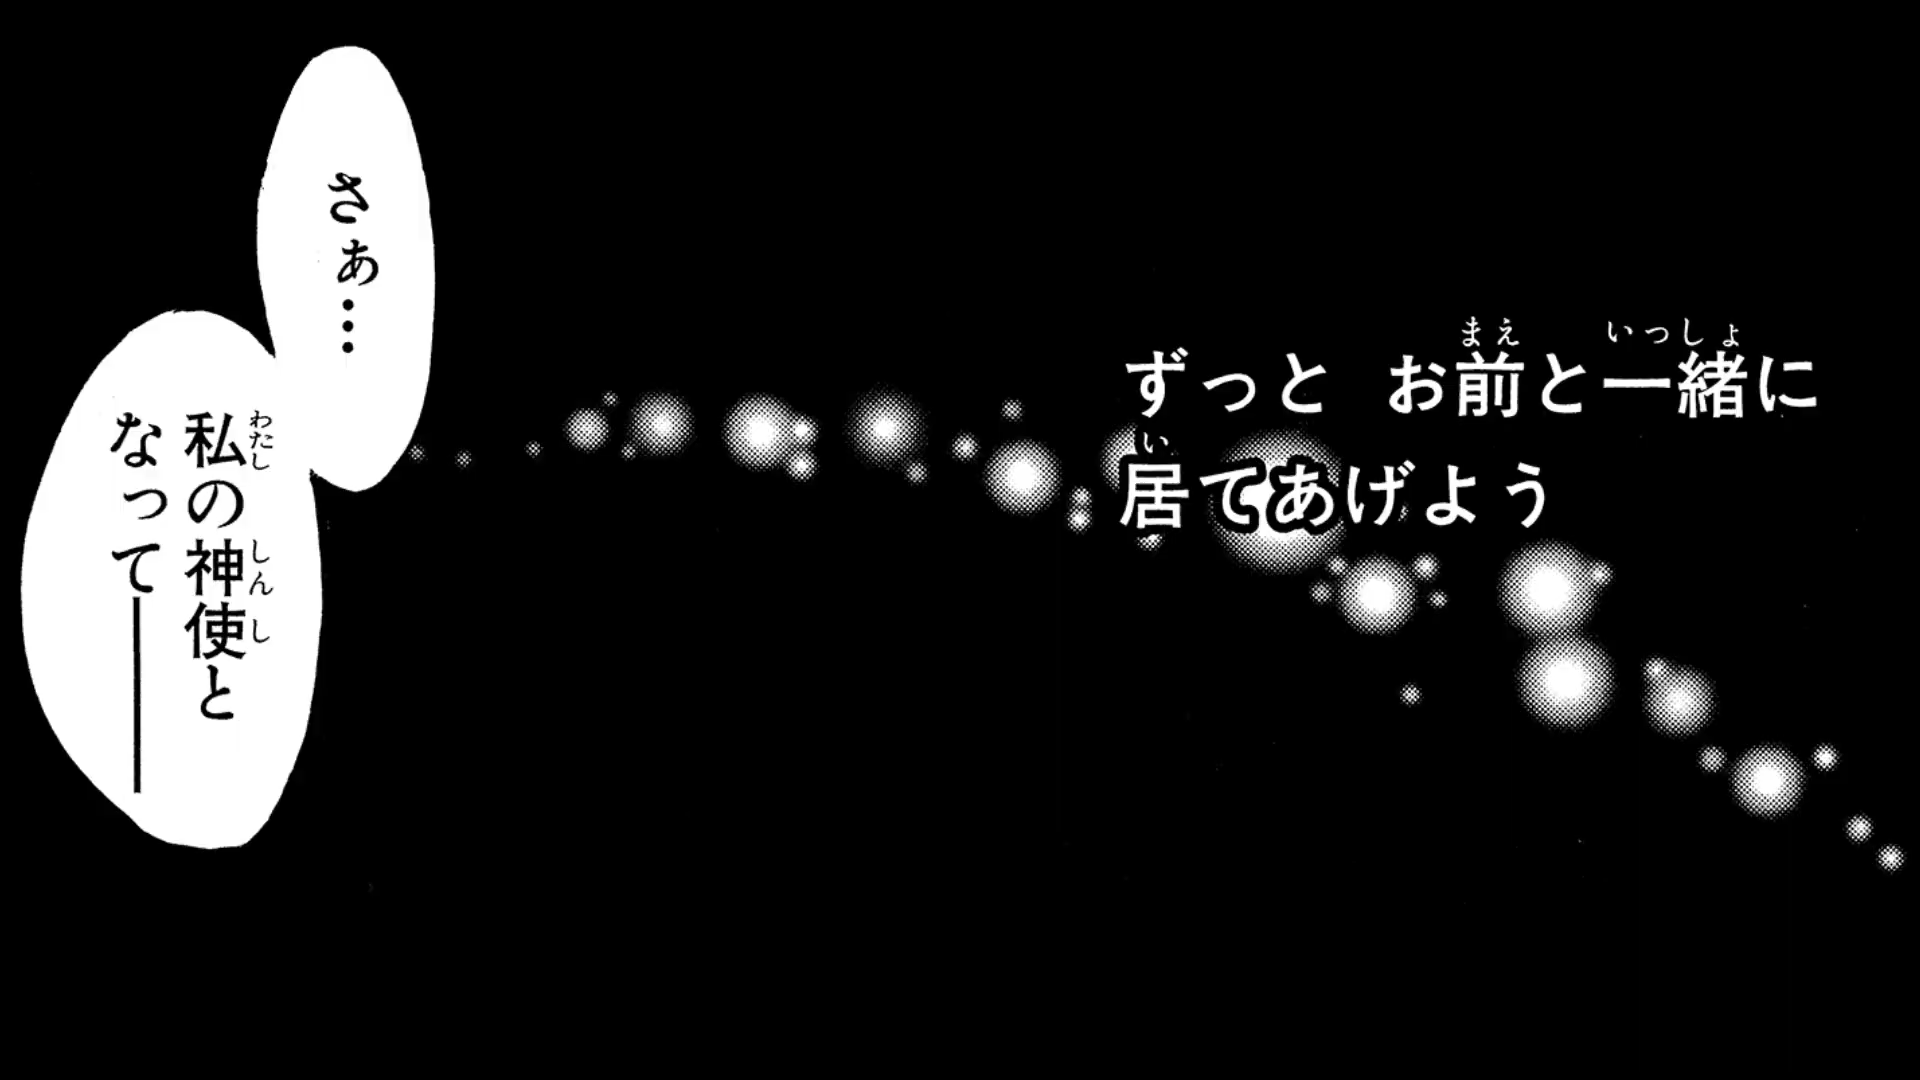 ずっと お前と一緒に
居てあげよう
さぁ…
私の神使と
なって――